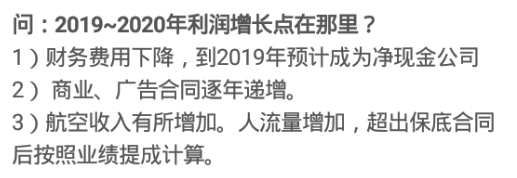 问：2019~2020年利润增长点在那里？
1）财务费用下降，到2019年预计成为净现金公司
2） 商业、广告合同逐年递增。
3）航空收入有所增加。人流量增加，超出保底合同
后按照业绩提成计算。